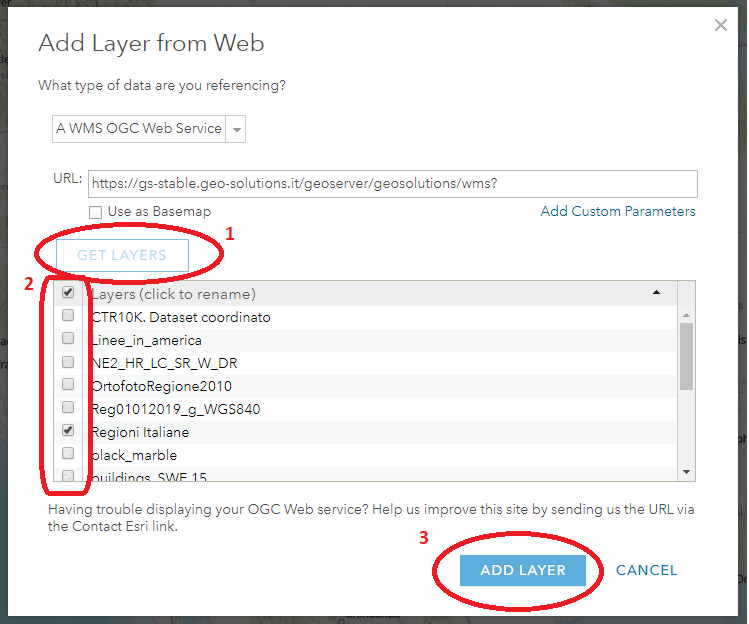 Add Layer from Web
What type of data are you referencing?
A WMS OGC Web Service
URL: https://gs-stable.geo-solutions.it/geoserver/geosolutions/wms?
Use as Basemap Add Custom Parameters
1
GET LAYERS
2
Layers (click to rename)
CTR10K. Dataset coordinato
Linee_in_america
NE2_HR_LC_SR_W_DR
OrtofotoRegione2010
Reg01012019_g_WGS840
Regioni Italiane
black_marble
buildings_SWE 15
Having trouble displaying your OGC Web service? Help us improve this site by sending us the URL via
the Contact Esri link.
3
ADD LAYER CANCEL